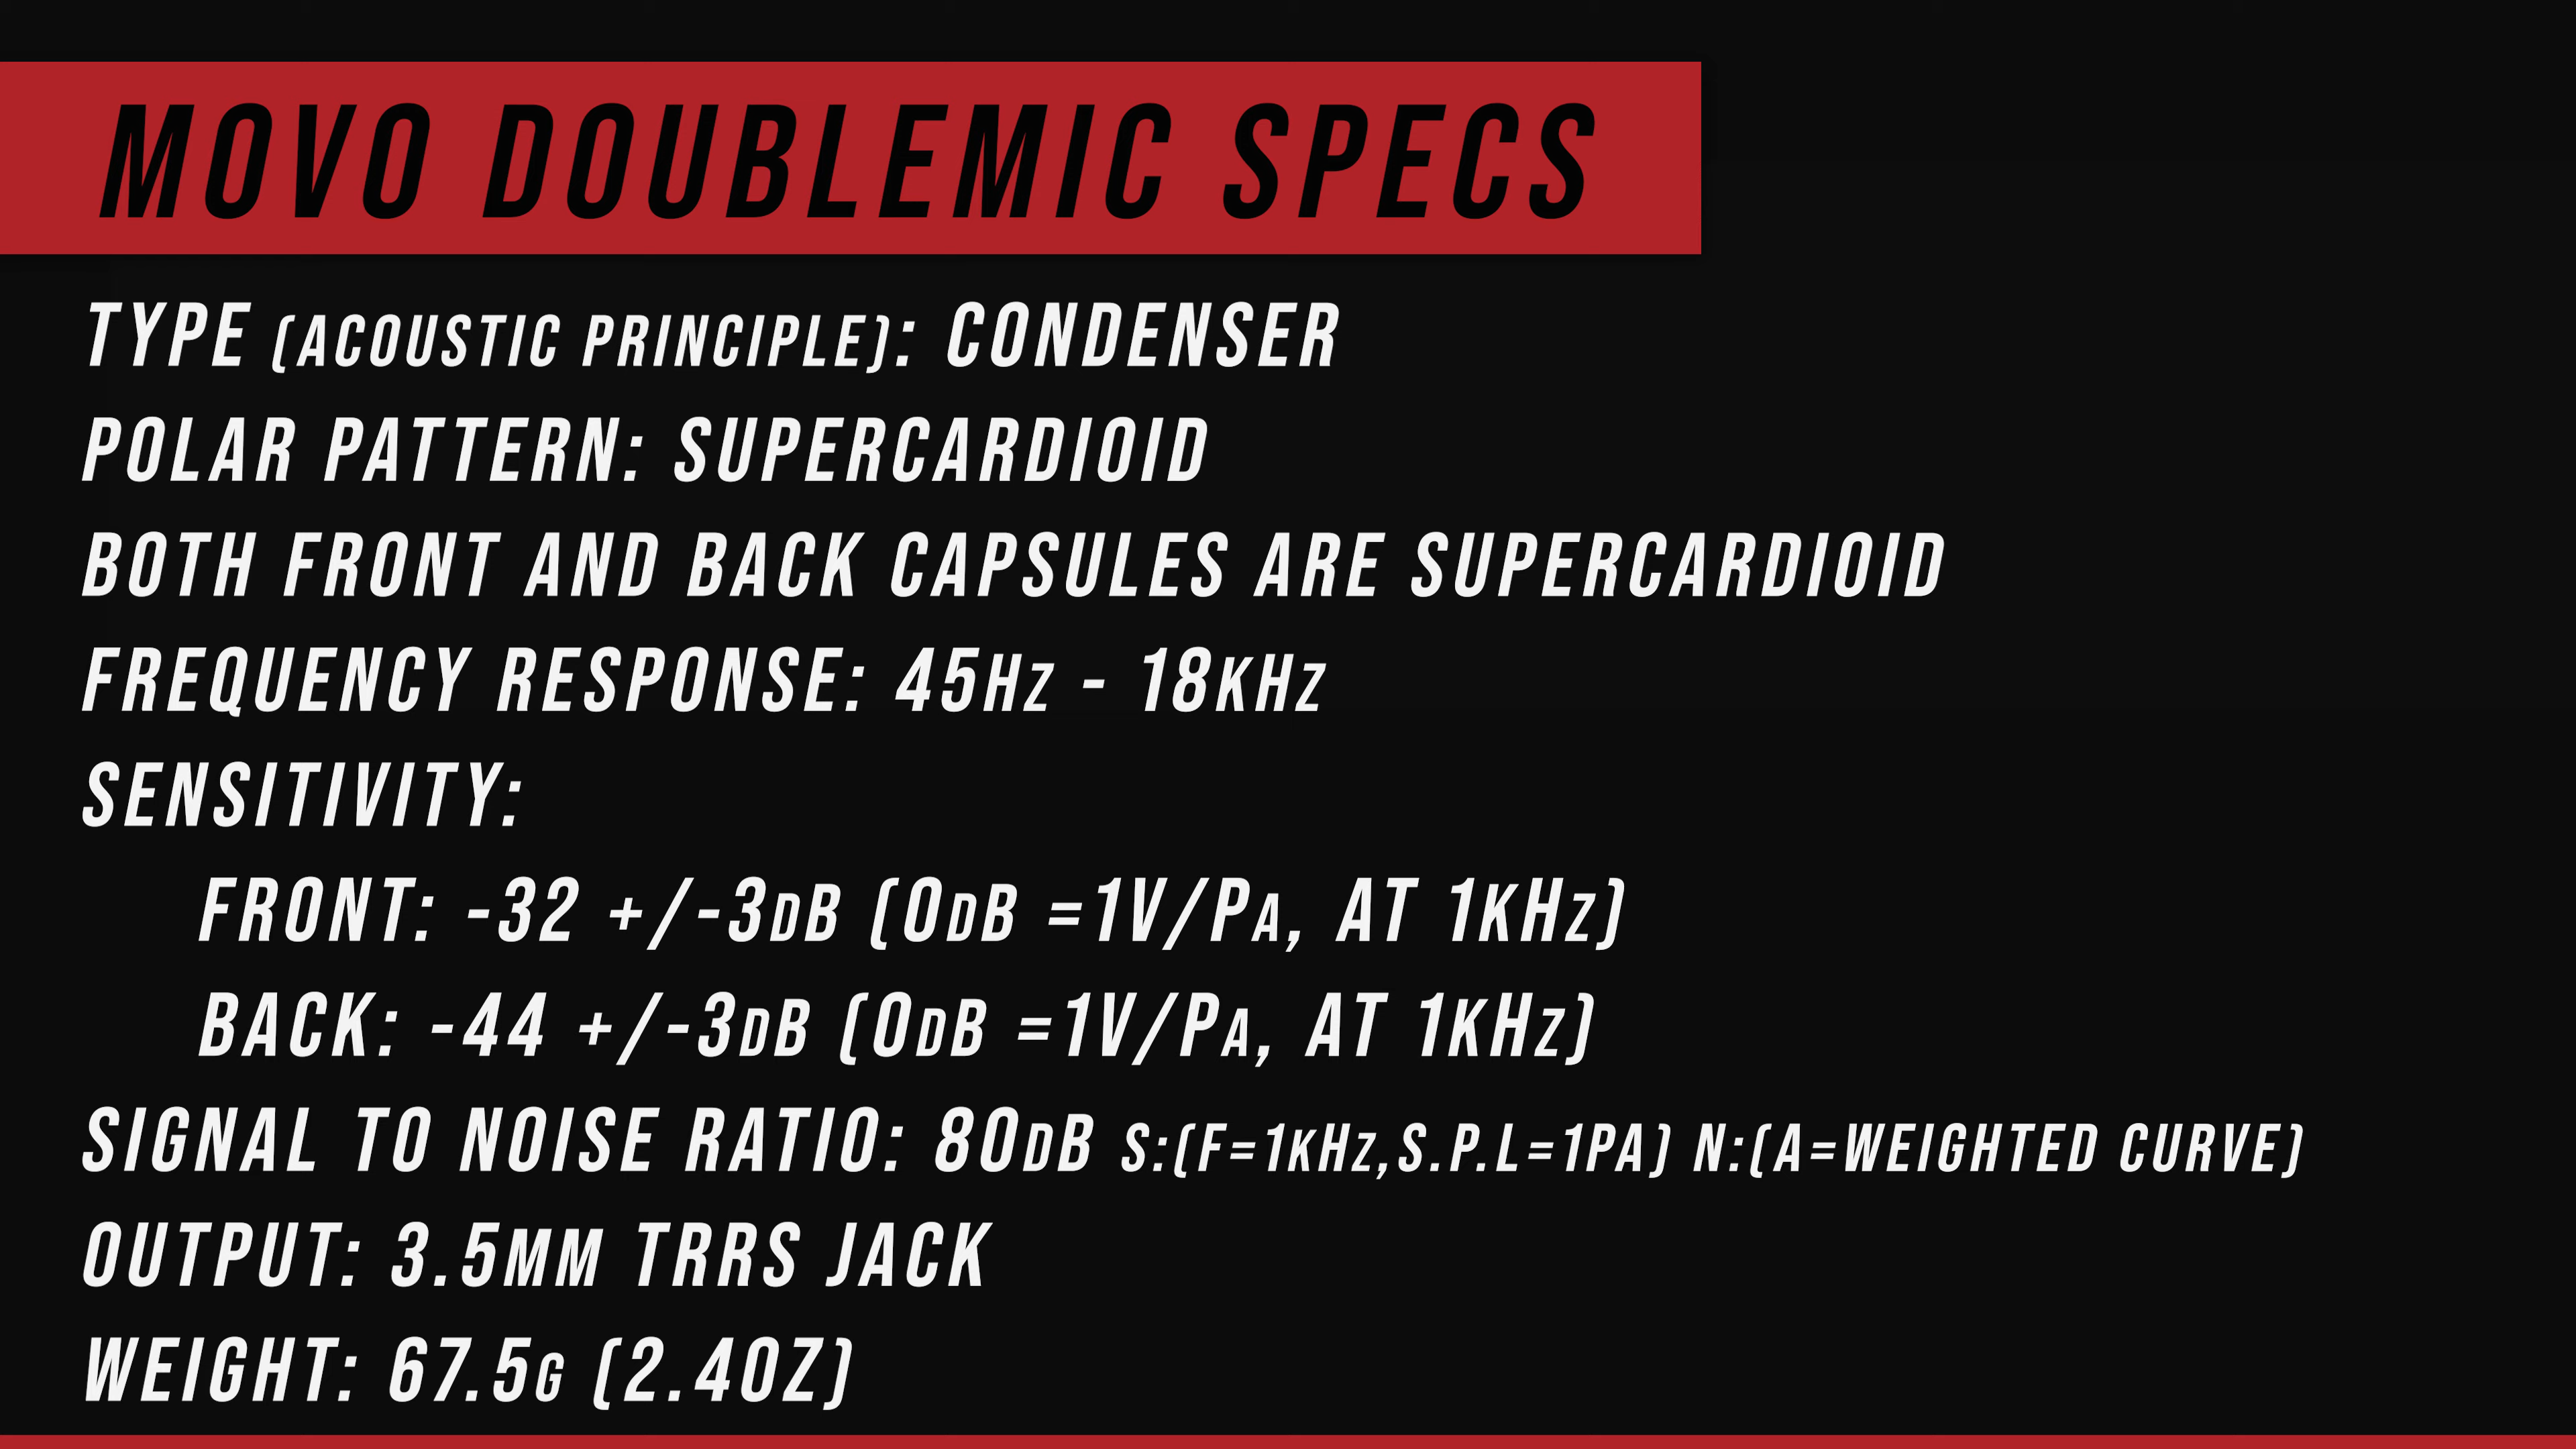 MOVO DOUBLEMIC SPECS
TYPE (ACOUSTIC PRINCIPLE): CONDENSER
POLAR PATTERN: SUPERCARDIOID
BOTH FRONT AND BACK CAPSULES ARE SUPERCARDIOID
FREQUENCY RESPONSE: 45HZ - 18KHZ
SENSITIVITY:
FRONT: -32 +/-3DB (0DB =1V/PA, AT 1KHZ)
BACK: -44 +/-3DB (0DB =1V/PA, AT 1KHZ)
SIGNAL TO NOISE RATIO: 80DB S:(F=1KHZ,S.P.L=1PA) N:(A=WEIGHTED CURVE)
OUTPUT: 3.5MM TRRS JACK
WEIGHT: 67.5G (2.4OZ)